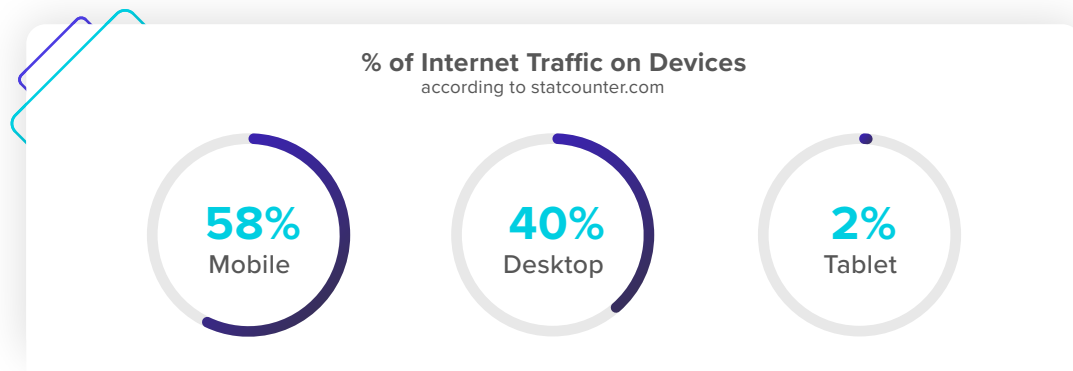 % of Internet Traffic on Devices
according to statcounter.com
58%
Mobile
40%
Desktop
2%
Tablet